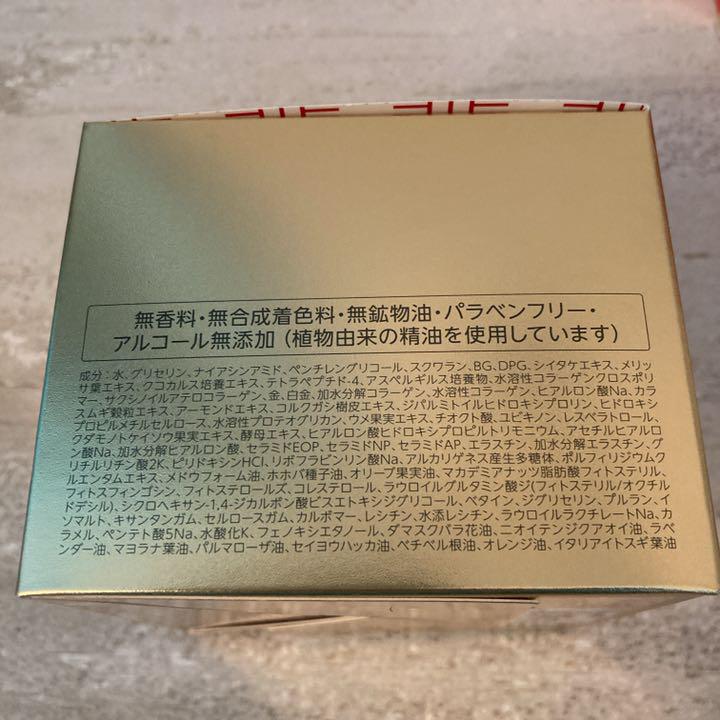 無香料・無合成着色料・無鉱物油・パラベンフリー・
アルコール無添加（植物由来の精油を使用しています）
成分：水、グリセリン、ナイアシンアミド、ペンチレングリコール、スクワラン、BG、DPG、シイタケエキス、メリッ
サ葉エキス、クコカルス培養エキス、テトラペプチド-4、アスペルギルス培養物、水溶性コラーゲンクロスポリ
マー、サクシノイルアテロコラーゲン、金、白金、加水分解コラーゲン、水溶性コラーゲン、ヒアルロン酸Na、カラ
スムギ穀粒エキス、アーモンドエキス、コルクガシ樹皮エキス、ジパルミトイルヒドロキシプロリン、ヒドロキシ
プロピルメチルセルロース、水溶性プロテオグリカン、ウメ果実エキス、チオクト酸、ユビキノン、レスベラトロール、
クダモノトケイソウ果実エキス、酵母エキス、ヒアルロン酸ヒドロキシプロピルトリモニウム、アセチルヒアルロ
ン酸Na、加水分解ヒアルロン酸、セラミドEOP、セラミドNP、セラミドAP、エラスチン、加水分解エラスチン、グ
リチルリチン酸2K、ピリドキシンHCl、リボフラビンリン酸Na、アルカリゲネス産生多糖体、ポルフィリジウムク
ルエンタムエキス、メドウフォーム油、ホホバ種子油、オリーブ果実油、マカデミアナッツ脂肪酸フィトステリル、
フィトスフィンゴシン、フィトステロールズ、コレステロール、ラウロイルグルタミン酸ジ(フィトステリル/オクチル
ドデシル)、シクロヘキサン-1,4-ジカルボン酸ビスエトキシジグリコール、ベタイン、ジグリセリン、プルラン、イ
ソマルト、キサンタンガム、セルロースガム、カルボマー、レシチン、水添レシチン、ラウロイルラクチレートNa、カ
ラメル、ペンテト酸5Na、水酸化K、フェノキシエタノール、ダマスクバラ花油、ニオイテンジクアオイ油、ラベ
ンダー油、マヨラナ葉油、パルマローザ油、セイヨウハッカ油、ベチベル根油、オレンジ油、イタリアイトスギ葉油